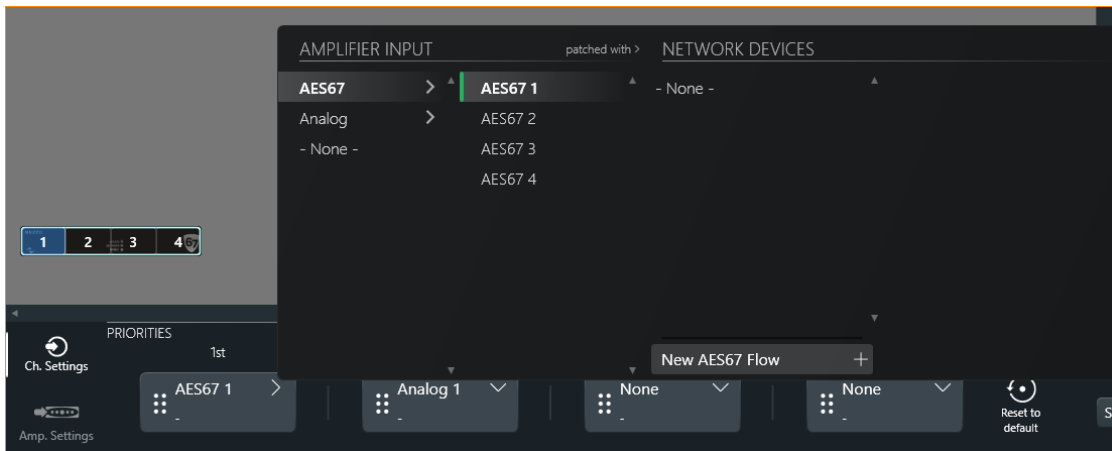 AMPLIFIER INPUT
patched with >
NETWORK DEVICES
AES67
AES67 1
- None -
Analog
AES67 2
- None -
AES67 3
AES67 4
1 2 3 4 67
PRIORITIES
1st
Ch. Settings
New AES67 Flow +
AES67 1
-
Analog 1
-
None
-
None
-
Reset to
default
S
Amp. Settings